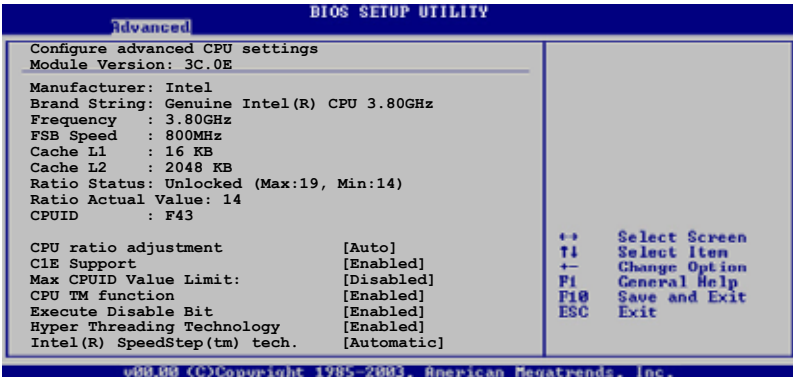 BIOS SETUP UTILITY
Advanced
Configure advanced CPU settings
Module Version: 3C.0E
Manufacturer: Intel
Brand String: Genuine Intel(R) CPU 3.80GHz
Frequency : 3.80GHz
FSB Speed : 800MHz
Cache L1 : 16 KB
Cache L2 : 2048 KB
Ratio Status: Unlocked (Max:19, Min:14)
Ratio Actual Value: 14
CPUID : F43
CPU ratio adjustment [Auto]
C1E Support [Enabled]
Max CPUID Value Limit: [Disabled]
CPU TM function [Enabled]
Execute Disable Bit [Enabled]
Hyper Threading Technology [Enabled]
Intel(R) SpeedStep(tm) tech. [Automatic]
↔ Select Screen
↑↓ Select Item
+- Change Option
F1 General Help
F10 Save and Exit
ESC Exit
v00.00 (C)Copyright 1985-2003, American Megatrends, Inc.